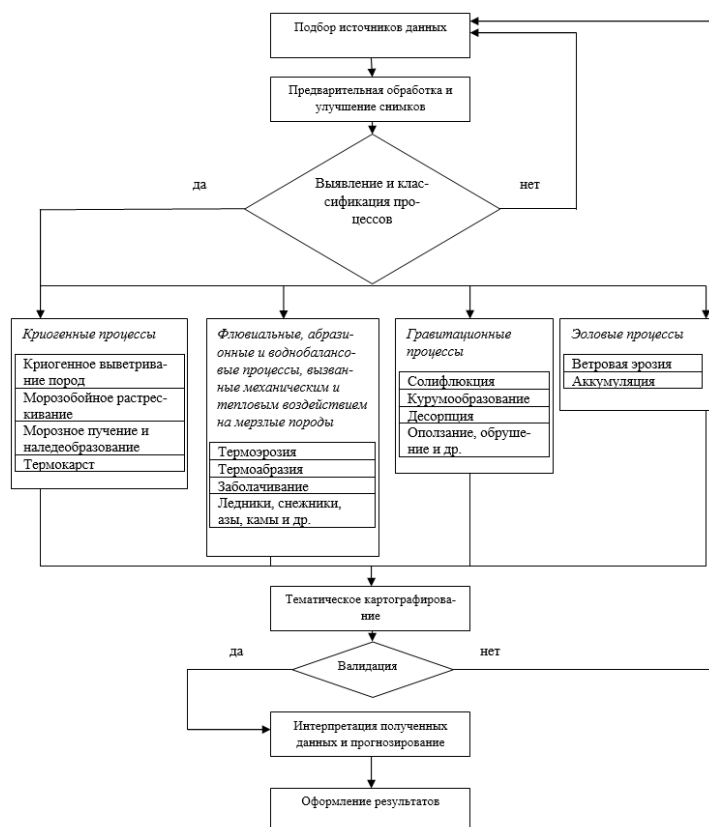 Подбор источников данных
Предварительная обработка и
улучшение снимков
да
Выявление и клас-
сификация про-
цессов
нет
Криогенные процессы
Криогенное выветрива-
ние пород
Морозобойное растрес-
кивание
Морозное пучение и
наледеобразование
Термокарст
Флювиальные, абрази-
онные и воднобалансо-
вые процессы, вызван-
ные механическим и
тепловым воздействием
на мерзлые породы
Термоэрозия
Термоабразия
Заболачивание
Ледники, снежники,
азы, камы и др.
Гравитационные
процессы
Солифлюкция
Курумообразование
Десорпция
Оползание, обруше-
ние и др.
Эоловые процессы
Ветровая эрозия
Аккумуляция
Тематическое картографирова-
ние
да
Валидация
нет
Интерпретация полученных
данных и прогнозирование
Оформление результатов